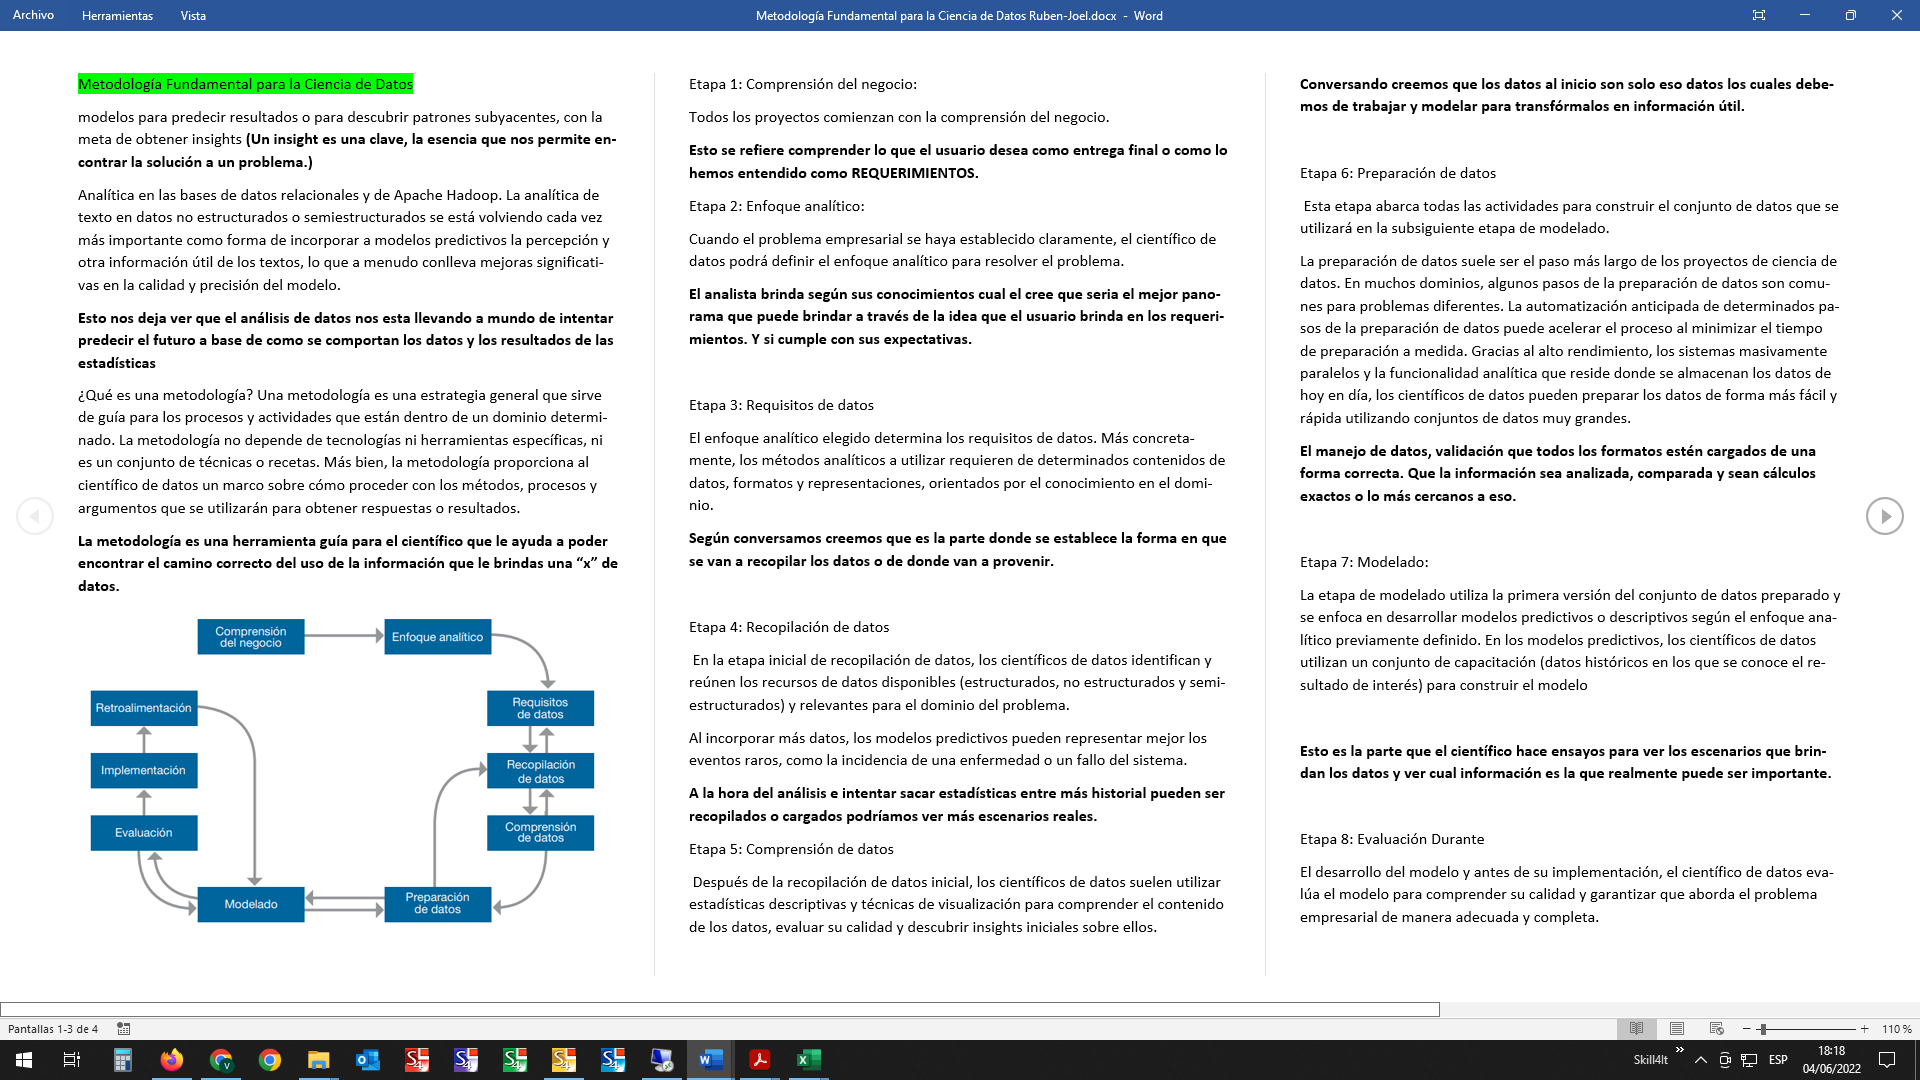 Archivo
Herramientas
Vista
Metodología Fundamental para la Ciencia de Datos Ruben-Joel.docx - Word
Metodología Fundamental para la Ciencia de Datos
modelos para predecir resultados o para descubrir patrones subyacentes, con la
meta de obtener insights (Un insight es una clave, la esencia que nos permite en-
contrar la solución a un problema.)
Analítica en las bases de datos relacionales y de Apache Hadoop. La analítica de
texto en datos no estructurados o semiestructurados se está volviendo cada vez
más importante como forma de incorporar a modelos predictivos la percepción y
otra información útil de los textos, lo que a menudo conlleva mejoras significati-
vas en la calidad y precisión del modelo.
Esto nos deja ver que el análisis de datos nos esta llevando a mundo de intentar
predecir el futuro a base de como se comportan los datos y los resultados de las
estadísticas
¿Qué es una metodología? Una metodología es una estrategia general que sirve
de guía para los procesos y actividades que están dentro de un dominio determi-
nado. La metodología no depende de tecnologías ni herramientas específicas, ni
es un conjunto de técnicas o recetas. Más bien, la metodología proporciona al
científico de datos un marco sobre cómo proceder con los métodos, procesos y
argumentos que se utilizarán para obtener respuestas o resultados.
La metodología es una herramienta guía para el científico que le ayuda a poder
encontrar el camino correcto del uso de la información que le brindas una “x” de
datos.
Comprensión
del negocio
Enfoque analítico
Requisitos
de datos
Recopilación
de datos
Comprensión
de datos
Preparación
de datos
Modelado
Evaluación
Implementación
Retroalimentación
Etapa 1: Comprensión del negocio:
Todos los proyectos comienzan con la comprensión del negocio.
Esto se refiere comprender lo que el usuario desea como entrega final o como lo
hemos entendido como REQUERIMIENTOS.
Etapa 2: Enfoque analítico:
Cuando el problema empresarial se haya establecido claramente, el científico de
datos podrá definir el enfoque analítico para resolver el problema.
El analista brinda según sus conocimientos cual el cree que seria el mejor pano-
rama que puede brindar a través de la idea que el usuario brinda en los requeri-
mientos. Y si cumple con sus expectativas.
Etapa 3: Requisitos de datos
El enfoque analítico elegido determina los requisitos de datos. Más concreta-
mente, los métodos analíticos a utilizar requieren de determinados contenidos de
datos, formatos y representaciones, orientados por el conocimiento en el domi-
nio.
Según conversamos creemos que es la parte donde se establece la forma en que
se van a recopilar los datos o de donde van a provenir.
Etapa 4: Recopilación de datos
En la etapa inicial de recopilación de datos, los científicos de datos identifican y
reúnen los recursos de datos disponibles (estructurados, no estructurados y semi-
estructurados) y relevantes para el dominio del problema.
Al incorporar más datos, los modelos predictivos pueden representar mejor los
eventos raros, como la incidencia de una enfermedad o un fallo del sistema.
A la hora del análisis e intentar sacar estadísticas entre más historial pueden ser
recopilados o cargados podríamos ver más escenarios reales.
Etapa 5: Comprensión de datos
Después de la recopilación de datos inicial, los científicos de datos suelen utilizar
estadísticas descriptivas y técnicas de visualización para comprender el contenido
de los datos, evaluar su calidad y descubrir insights iniciales sobre ellos.
Conversando creemos que los datos al inicio son solo eso datos los cuales debe-
mos de trabajar y modelar para transfórmalos en información útil.
Etapa 6: Preparación de datos
Esta etapa abarca todas las actividades para construir el conjunto de datos que se
utilizará en la subsiguiente etapa de modelado.
La preparación de datos suele ser el paso más largo de los proyectos de ciencia de
datos. En muchos dominios, algunos pasos de la preparación de datos son comu-
nes para problemas diferentes. La automatización anticipada de determinados pa-
sos de la preparación de datos puede acelerar el proceso al minimizar el tiempo
de preparación a medida. Gracias al alto rendimiento, los sistemas masivamente
paralelos y la funcionalidad analítica que reside donde se almacenan los datos de
hoy en día, los científicos de datos pueden preparar los datos de forma más fácil y
rápida utilizando conjuntos de datos muy grandes.
El manejo de datos, validación que todos los formatos estén cargados de una
forma correcta. Que la información sea analizada, comparada y sean cálculos
exactos o lo más cercanos a eso.
Etapa 7: Modelado:
La etapa de modelado utiliza la primera versión del conjunto de datos preparado y
se enfoca en desarrollar modelos predictivos o descriptivos según el enfoque ana-
lítico previamente definido. En los modelos predictivos, los científicos de datos
utilizan un conjunto de capacitación (datos históricos en los que se conoce el re-
sultado de interés) para construir el modelo
Esto es la parte que el científico hace ensayos para ver los escenarios que brin-
dan los datos y ver cual información es la que realmente puede ser importante.
Etapa 8: Evaluación Durante
El desarrollo del modelo y antes de su implementación, el científico de datos eva-
lúa el modelo para comprender su calidad y garantizar que aborda el problema
empresarial de manera adecuada y completa.
Pantallas 1-3 de 4
110 %
Skill4It
ESP
18:18
04/06/2022